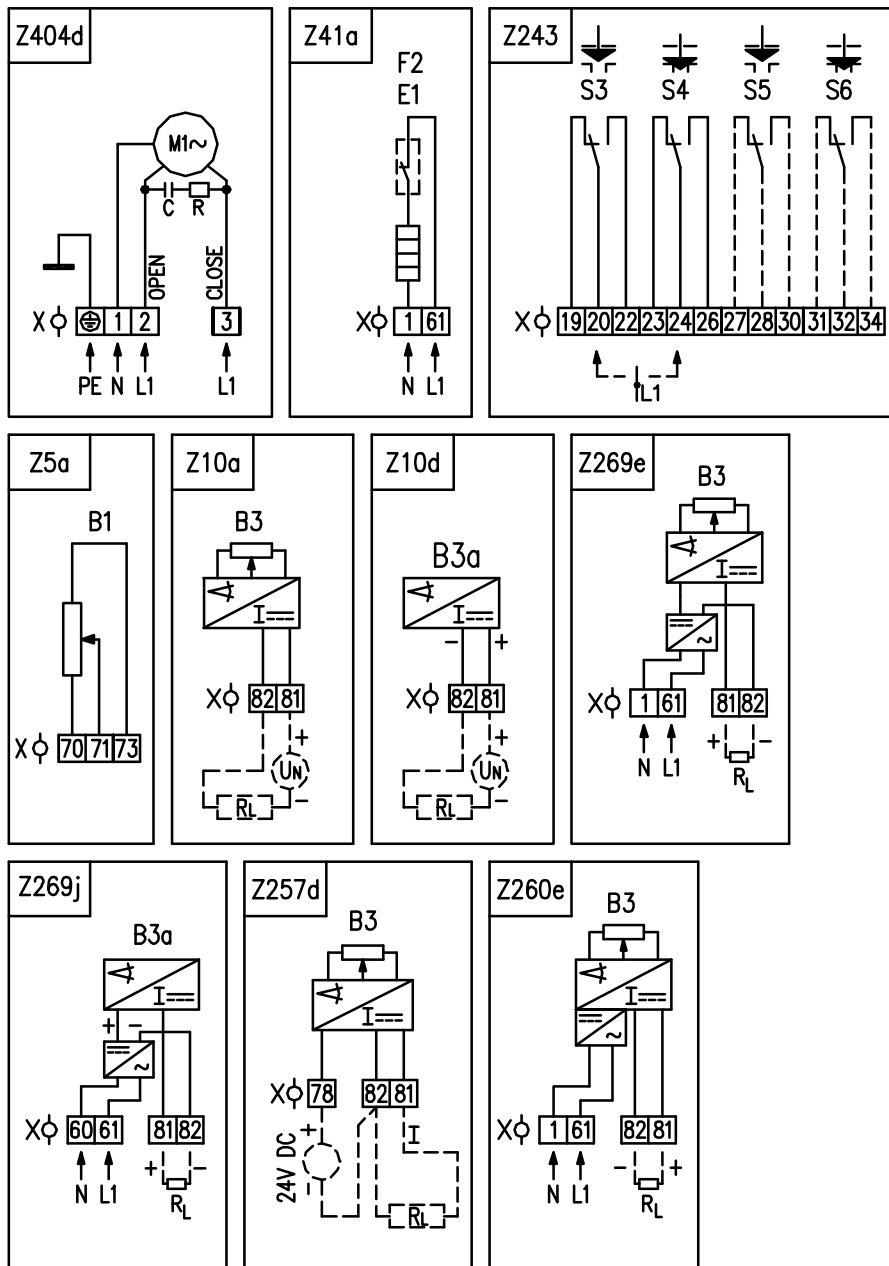 Z404d
M1~
C R
OPEN
CLOSE
X 1 2 3
PE N L1 L1
Z41a
F2
E1
X 1 61
N L1
Z243
S3 S4 S5 S6
X 19 20 22 23 24 26 27 28 30 31 32 34
L1
Z5a
B1
X 70 71 73
Z10a
B3
I
X 82 81
+
UN
-
RL
Z10d
B3a
I
- +
X 82 81
+
UN
-
RL
Z269e
B3
I
~
X 1 61 81 82
+ -
N L1 RL
Z269j
B3a
I
+ -
~
X 60 61 81 82
+ -
N L1 RL
Z257d
B3
I
X 78 82 81
+ I
24V DC
-
RL
Z260e
B3
I
~
X 1 61 82 81
- +
N L1 RL